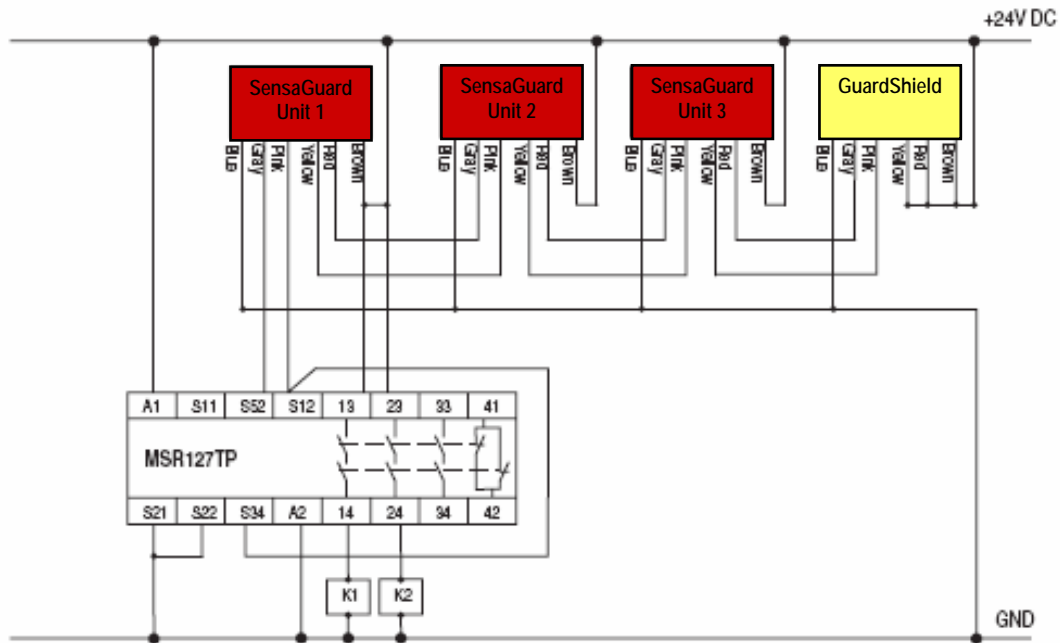 +24V DC
SensaGuard
Unit 1
SensaGuard
Unit 2
SensaGuard
Unit 3
GuardShield
Blue
Gray
Pink
Yellow
Red
Brown
Blue
Gray
Pink
Yellow
Red
Brown
Blue
Gray
Pink
Yellow
Red
Brown
Blue
Gray
Pink
Yellow
Red
Brown
A1 S11 S52 S12 13 23 33 41
MSR127TP
S21 S22 S34 A2 14 24 34 42
K1 K2
GND